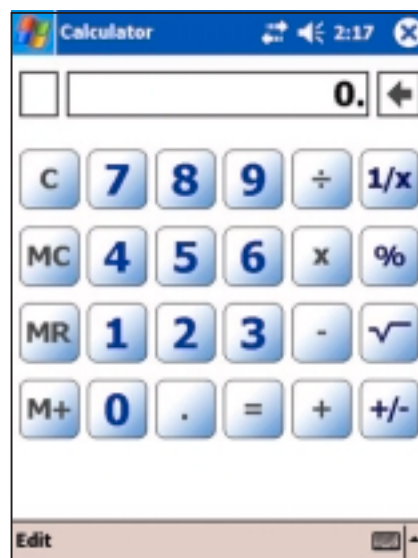 Calculator 2:17
0.
C 7 8 9 ÷ 1/x
MC 4 5 6 x %
MR 1 2 3 - √
M+ 0 . = + +/-
Edit